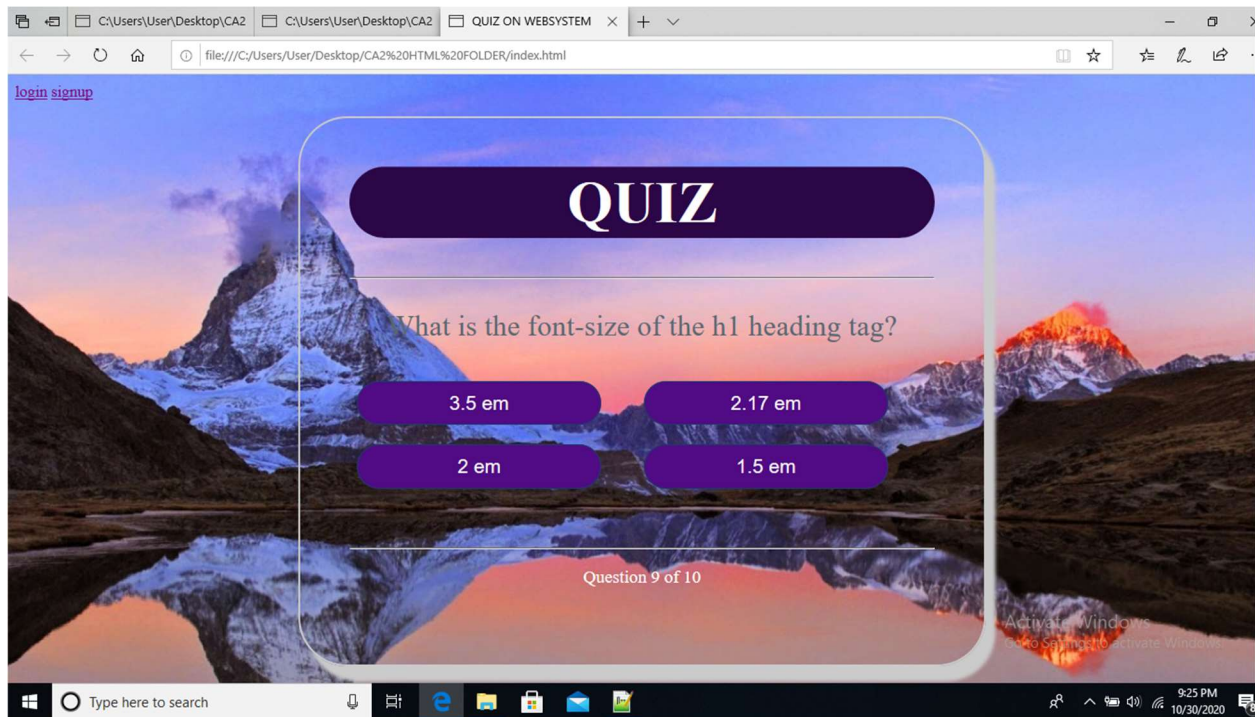 C:\Users\User\Desktop\CA2
C:\Users\User\Desktop\CA2
QUIZ ON WEBSYSTEM
file:///C:/Users/User/Desktop/CA2%20HTML%20FOLDER/index.html
login signup
QUIZ
What is the font-size of the h1 heading tag?
3.5 em
2.17 em
2 em
1.5 em
Question 9 of 10
Activate Windows
Go to Settings to activate Windows.
Type here to search
9:25 PM
10/30/2020